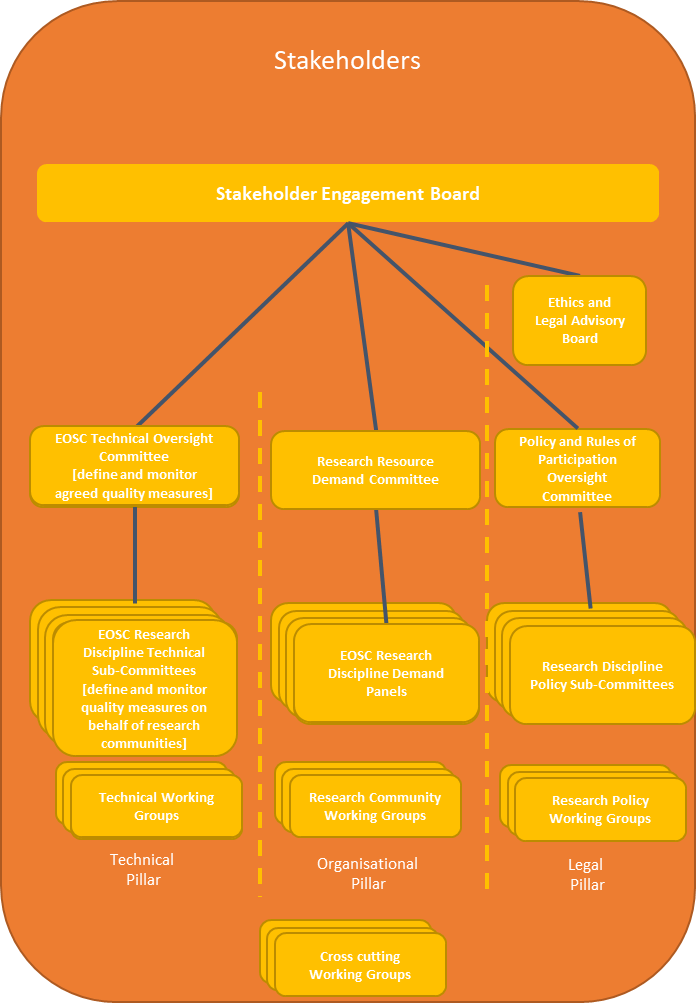 Stakeholders
Stakeholder Engagement Board
Ethics and
Legal Advisory
Board
EOSC Technical Oversight
Committee
[define and monitor
agreed quality measures]
Research Resource
Demand Committee
Policy and Rules of
Participation
Oversight
Committee
EOSC Research
Discipline Technical
Sub-Committees
[define and monitor
quality measures on
behalf of research
communities]
EOSC Research
Discipline Demand
Panels
Research Discipline
Policy Sub-Committees
Technical Working
Groups
Research Community
Working Groups
Research Policy
Working Groups
Technical
Pillar
Organisational
Pillar
Legal
Pillar
Cross cutting
Working Groups